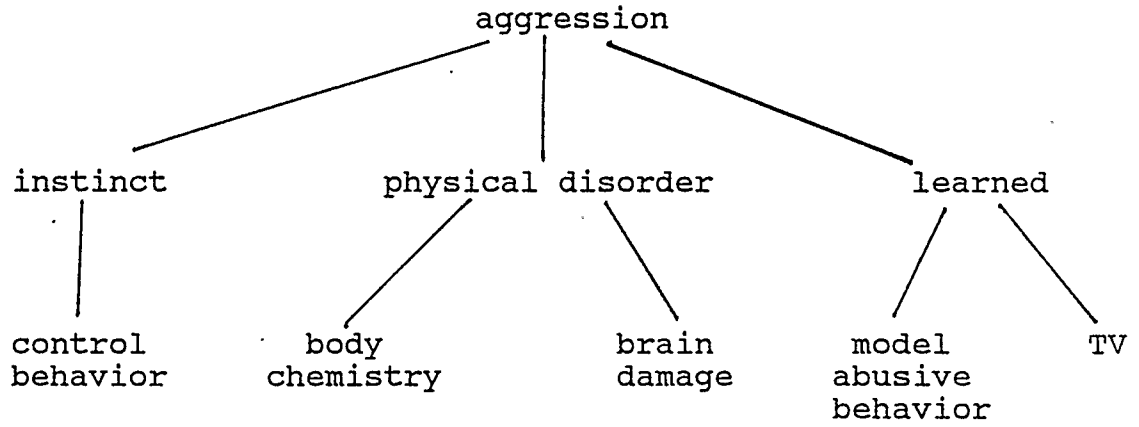 aggression
instinct physical disorder learned
control body brain model TV
behavior chemistry damage abusive
behavior